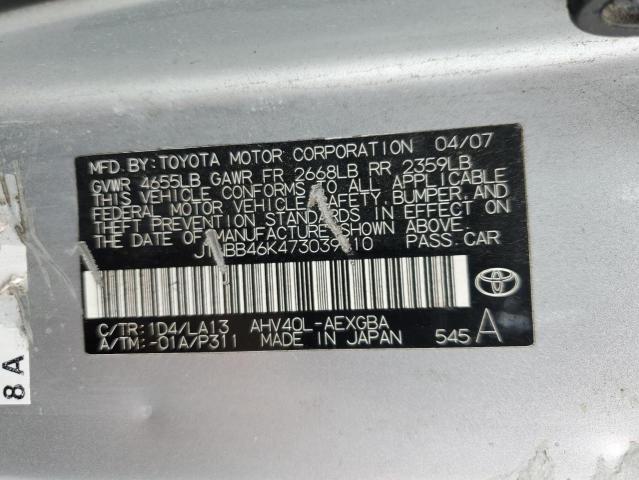 MFD.BY:TOYOTA MOTOR CORPORATION 04/07
GVWR 4655LB GAWR FR 2668LB RR 2359LB
THIS VEHICLE CONFORMS TO ALL APPLICABLE
FEDERAL MOTOR VEHICLE SAFETY, BUMPER, AND
THEFT PREVENTION STANDARDS IN EFFECT ON
THE DATE OF MANUFACTURE SHOWN ABOVE.
PASS.CAR
C/TR:1D4/LA13 AHV40L-AEXGBA
A/TM:-01A/P311 MADE IN JAPAN 545 A
TOYOTA
8 A